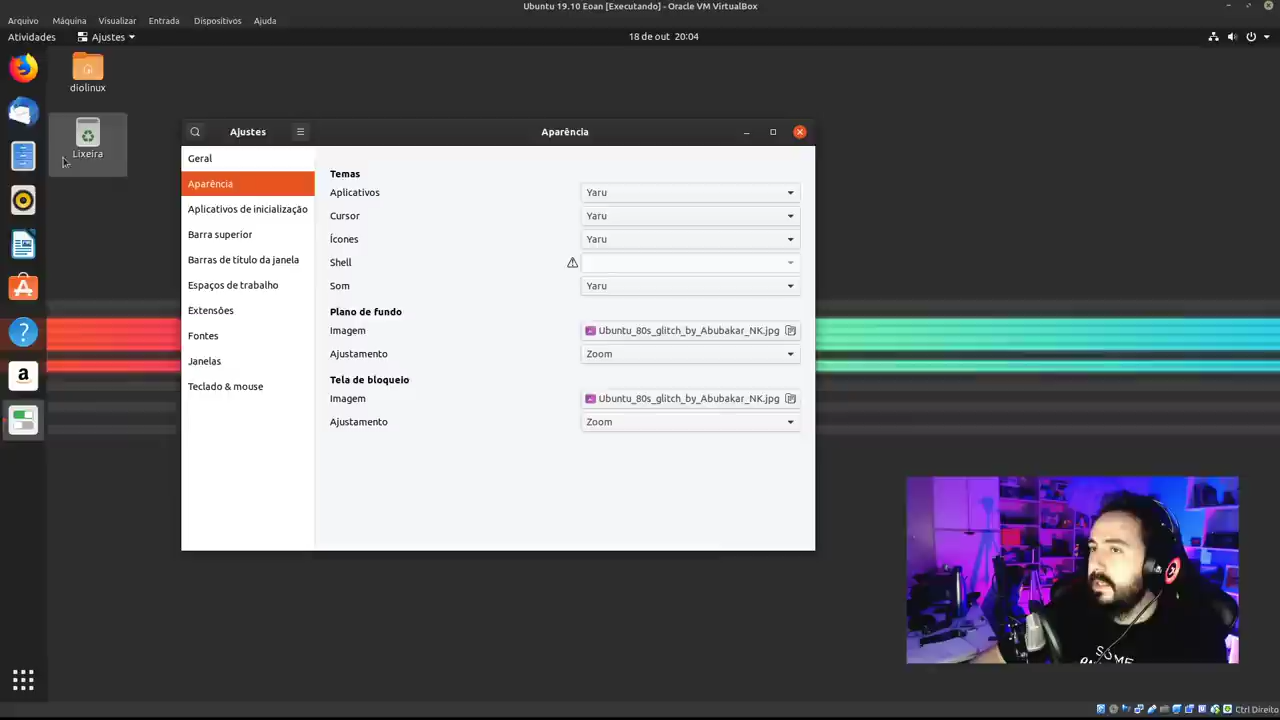 Ubuntu 19.10 Eoan [Executando] - Oracle VM VirtualBox
Arquivo Máquina Visualizar Entrada Dispositivos Ajuda
Atividades Ajustes 18 de out 20:04
diolinux
Lixeira
Ajustes Aparência
Geral
Aparência
Aplicativos de inicialização
Barra superior
Barras de título da janela
Espaços de trabalho
Extensões
Fontes
Janelas
Teclado & mouse
Temas
Aplicativos Yaru
Cursor Yaru
Ícones Yaru
Shell
Som Yaru
Plano de fundo
Imagem Ubuntu_80s_glitch_by_Abubakar_NK.jpg
Ajustamento Zoom
Tela de bloqueio
Imagem Ubuntu_80s_glitch_by_Abubakar_NK.jpg
Ajustamento Zoom
SOME
Ctrl Direito